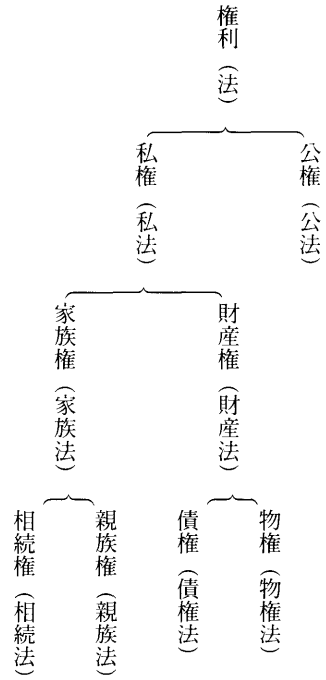 権利（法）
公権（公法）
私権（私法）
財産権（財産法）
家族権（家族法）
物権（物権法）
債権（債権法）
親族権（親族法）
相続権（相続法）